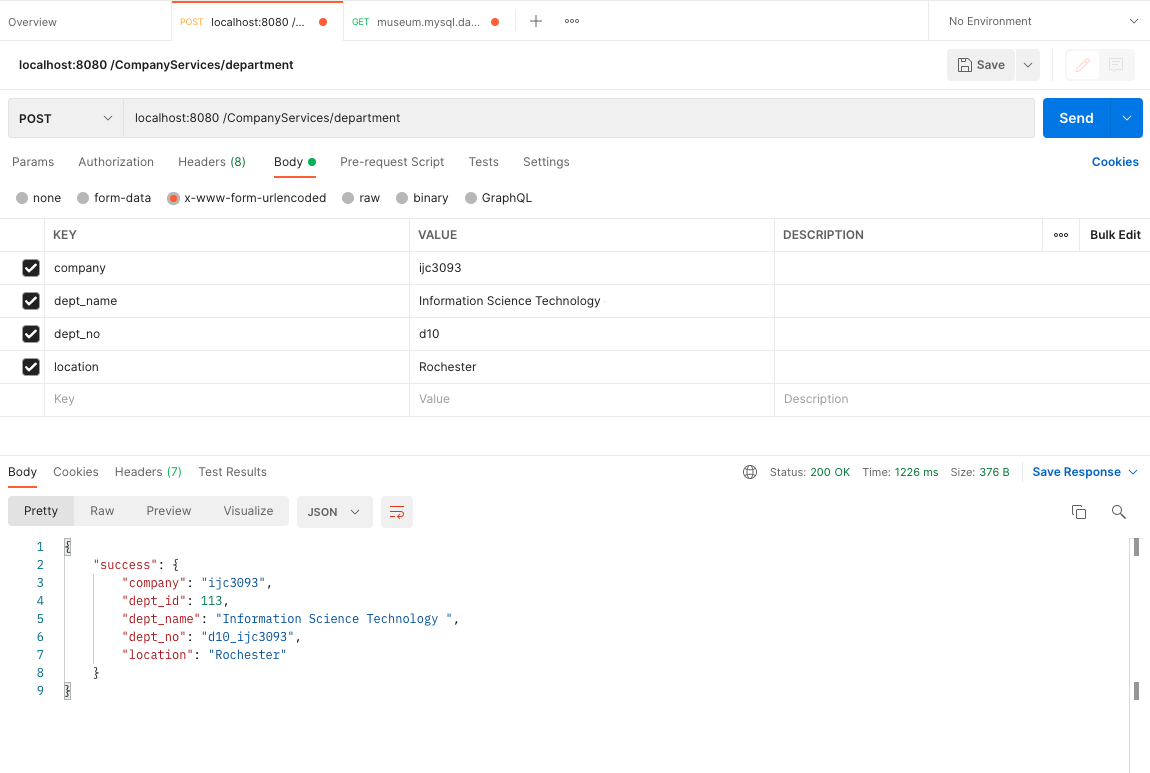 Overview POST localhost:8080 /... GET museum.mysql.da... No Environment
localhost:8080 /CompanyServices/department Save
POST localhost:8080 /CompanyServices/department Send
Params Authorization Headers (8) Body Pre-request Script Tests Settings Cookies
none form-data x-www-form-urlencoded raw binary GraphQL
KEY VALUE DESCRIPTION Bulk Edit
company ijc3093
dept_name Information Science Technology
dept_no d10
location Rochester
Key Value Description
Body Cookies Headers (7) Test Results Status: 200 OK Time: 1226 ms Size: 376 B Save Response
Pretty Raw Preview Visualize JSON
1 {
2 "success": {
3 "company": "ijc3093",
4 "dept_id": 113,
5 "dept_name": "Information Science Technology ",
6 "dept_no": "d10_ijc3093",
7 "location": "Rochester"
8 }
9 }